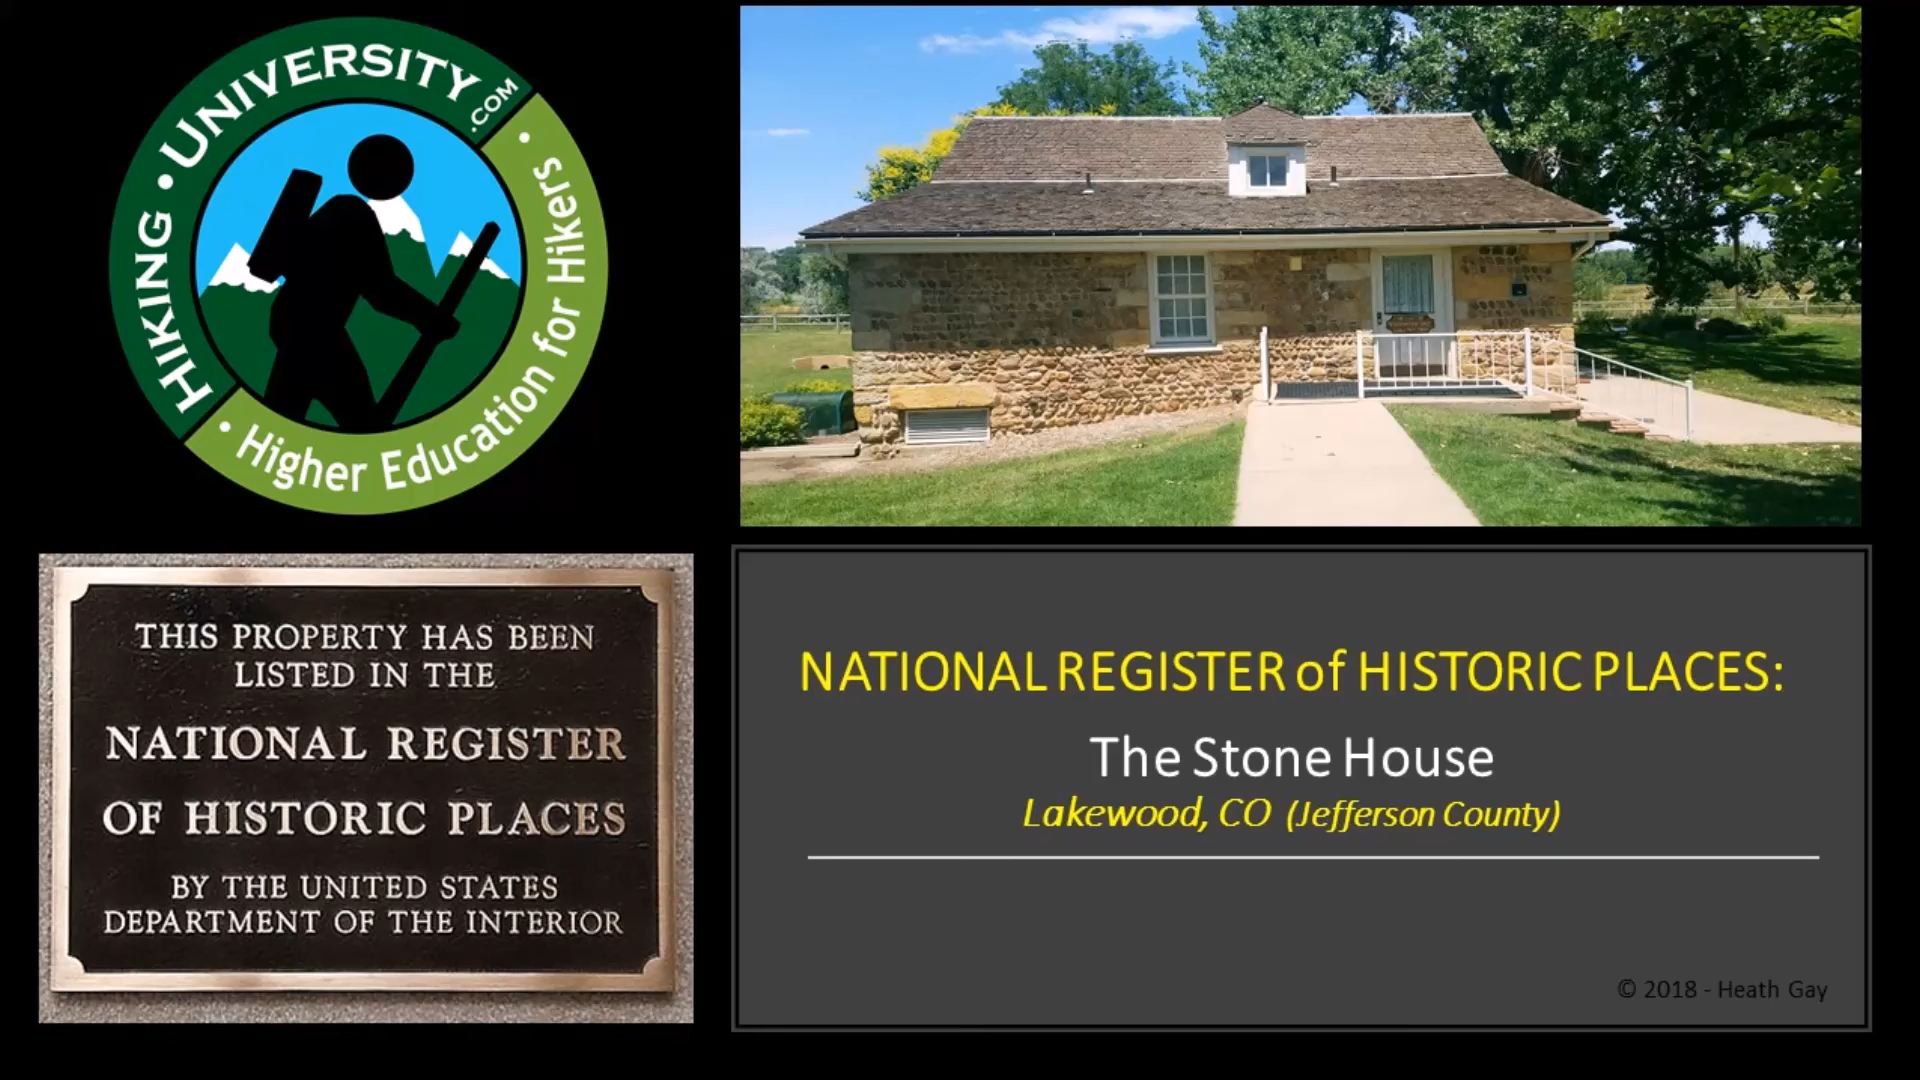 HIKING • UNIVERSITY.COM
• Higher Education for Hikers •
THIS PROPERTY HAS BEEN
LISTED IN THE
NATIONAL REGISTER
OF HISTORIC PLACES
BY THE UNITED STATES
DEPARTMENT OF THE INTERIOR
NATIONAL REGISTER of HISTORIC PLACES:
The Stone House
Lakewood, CO (Jefferson County)
© 2018 - Heath Gay